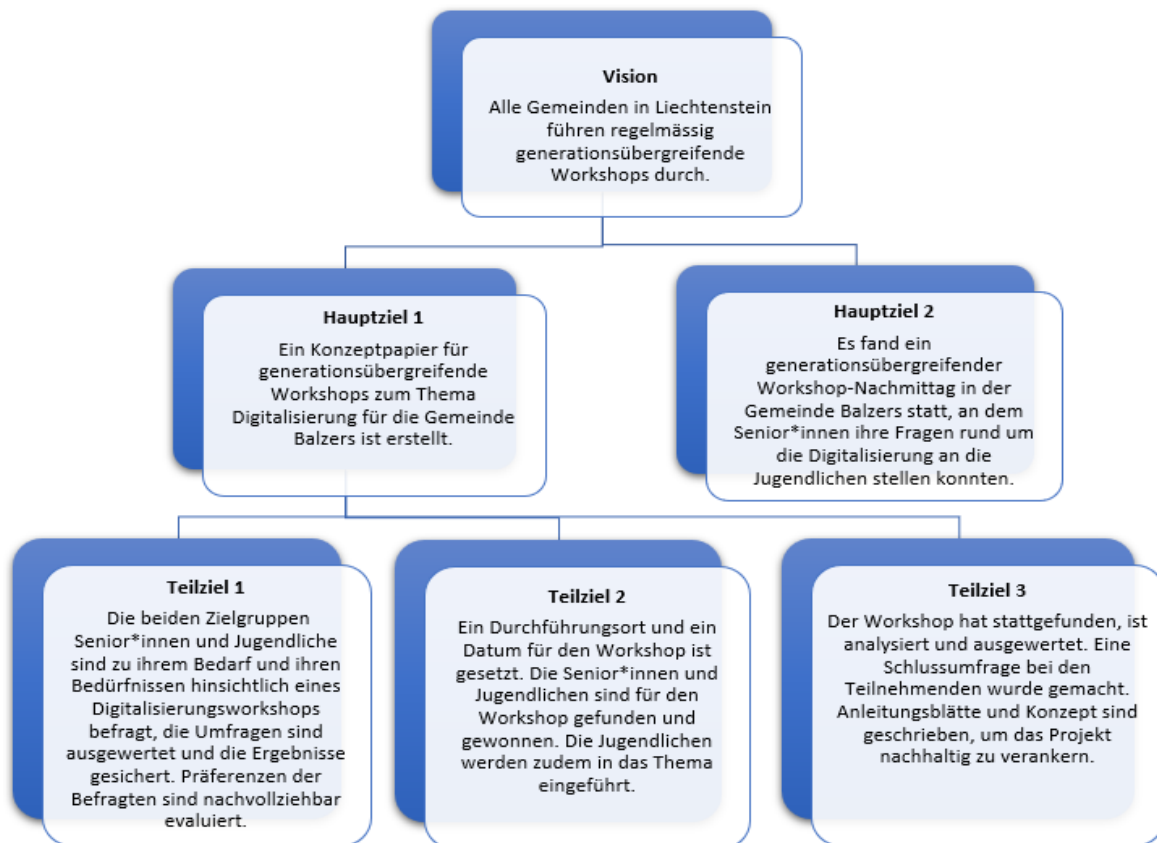 Vision
Alle Gemeinden in Liechtenstein
führen regelmässig
generationsübergreifende
Workshops durch.
Hauptziel 1
Ein Konzeptpapier für
generationsübergreifende
Workshops zum Thema
Digitalisierung für die Gemeinde
Balzers ist erstellt.
Hauptziel 2
Es fand ein
generationsübergreifender
Workshop-Nachmittag in der
Gemeinde Balzers statt, an dem
Senior*innen ihre Fragen rund um
die Digitalisierung an die
Jugendlichen stellen konnten.
Teilziel 1
Die beiden Zielgruppen
Senior*innen und Jugendliche
sind zu ihrem Bedarf und ihren
Bedürfnissen hinsichtlich eines
Digitalisierungsworkshops
befragt, die Umfragen sind
ausgewertet und die Ergebnisse
gesichert. Präferenzen der
Befragten sind nachvollziehbar
evaluiert.
Teilziel 2
Ein Durchführungsort und ein
Datum für den Workshop ist
gesetzt. Die Senior*innen und
Jugendlichen sind für den
Workshop gefunden und
gewonnen. Die Jugendlichen
werden zudem in das Thema
eingeführt.
Teilziel 3
Der Workshop hat stattgefunden, ist
analysiert und ausgewertet. Eine
Schlussumfrage bei den
Teilnehmenden wurde gemacht.
Anleitungsblätte und Konzept sind
geschrieben, um das Projekt
nachhaltig zu verankern.